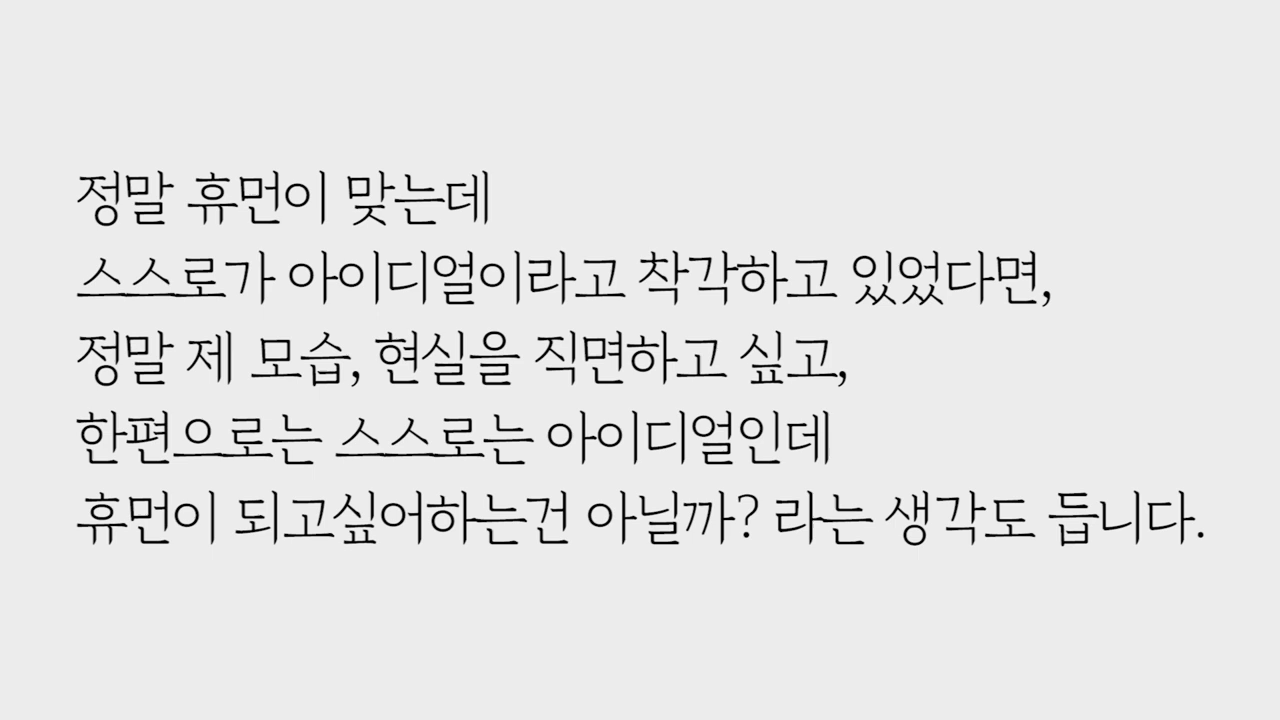 정말 휴먼이 맞는데
스스로가 아이디얼이라고 착각하고 있었다면,
정말 제 모습, 현실을 직면하고 싶고,
한편으로는 스스로는 아이디얼인데
휴먼이 되고싶어하는건 아닐까? 라는 생각도 듭니다.